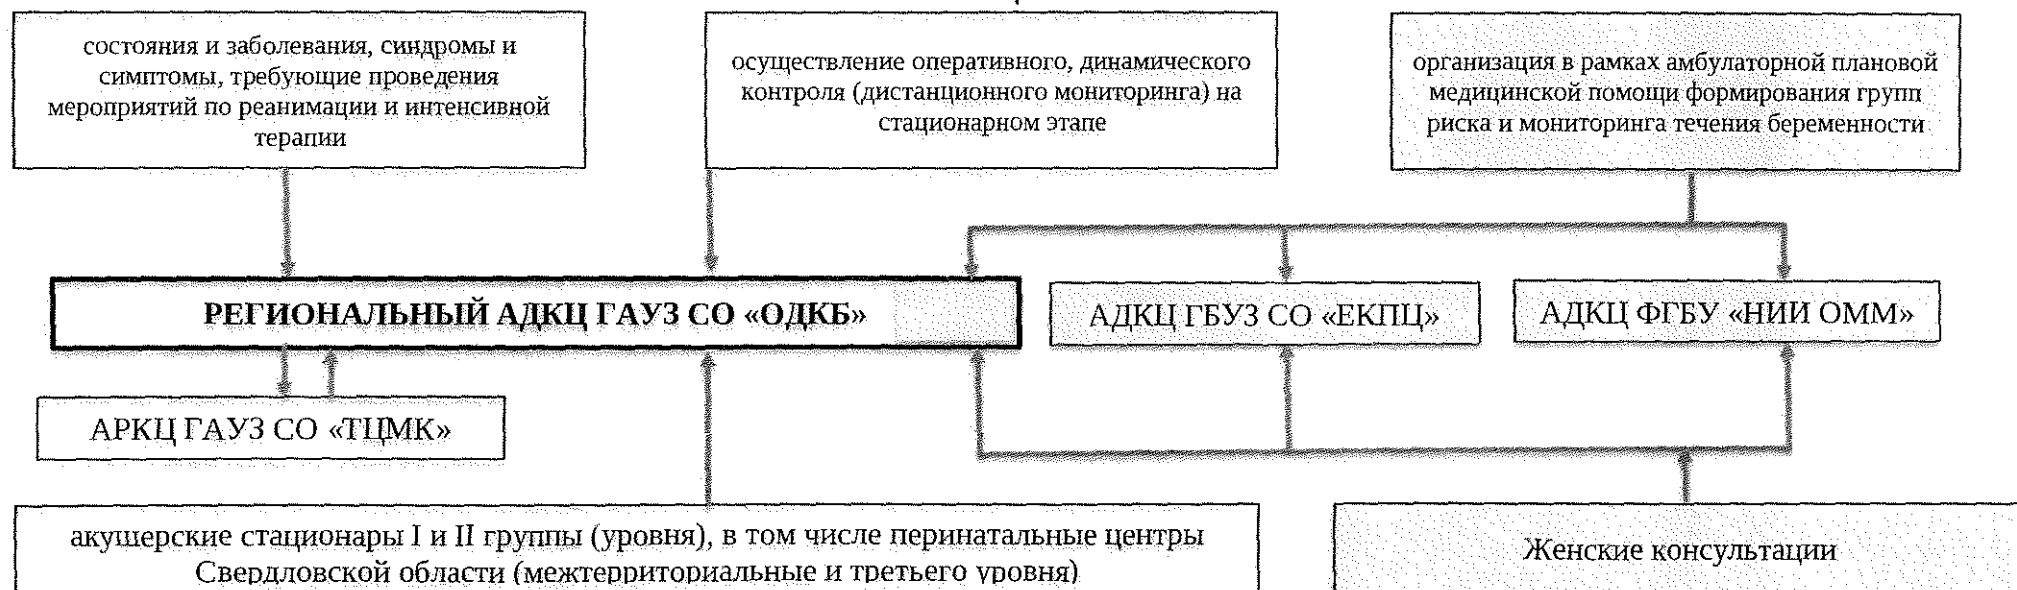 состояния и заболевания, синдромы и
симптомы, требующие проведения
мероприятий по реанимации и интенсивной
терапии
осуществление оперативного, динамического
контроля (дистанционного мониторинга) на
стационарном этапе
организация в рамках амбулаторной плановой
медицинской помощи формирования групп
риска и мониторинга течения беременности
РЕГИОНАЛЬНЫЙ АДКЦ ГАУЗ СО «ОДКБ»
АДКЦ ГБУЗ СО «ЕКПЦ»
АДКЦ ФГБУ «НИИ ОММ»
АРКЦ ГАУЗ СО «ТЦМК»
акушерские стационары I и II группы (уровня), в том числе перинатальные центры
Свердловской области (межтерриториальные и третьего уровня)
Женские консультации